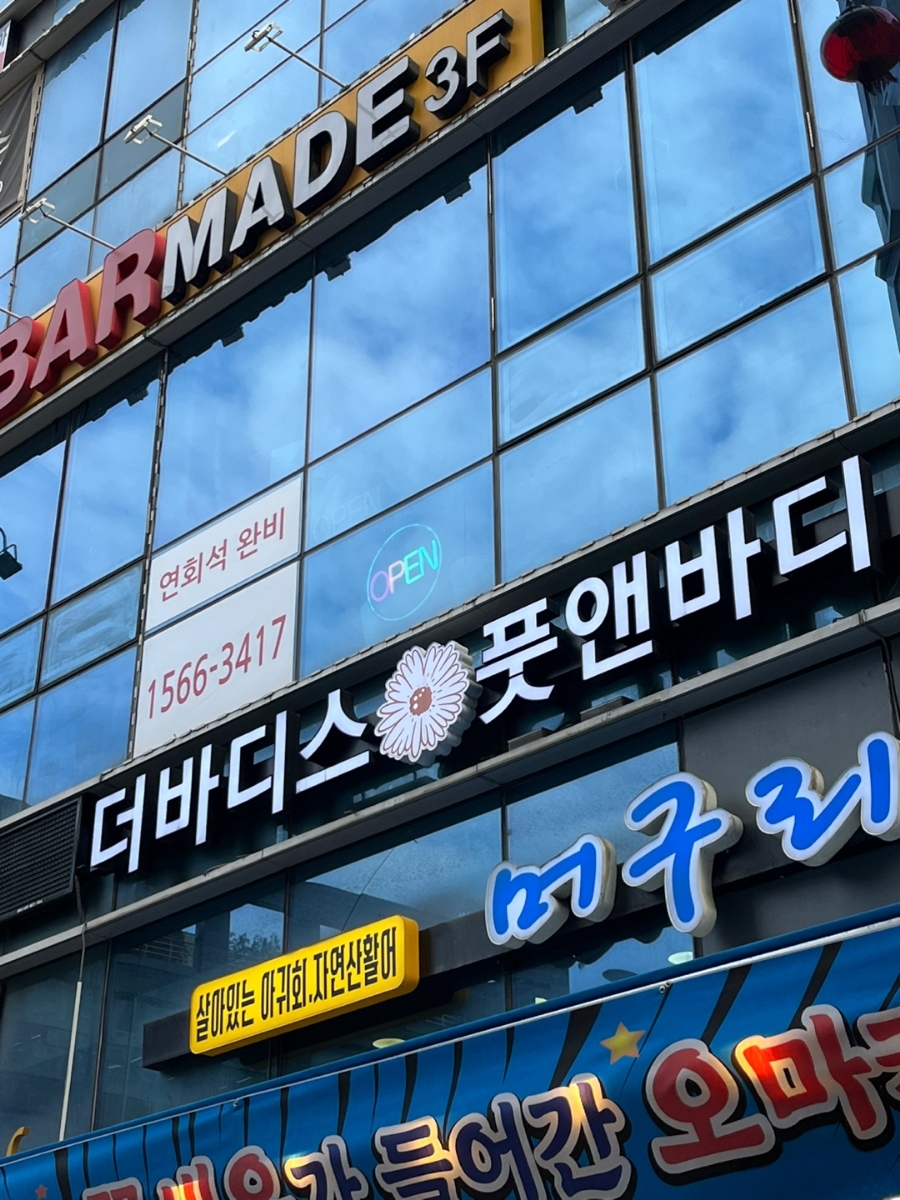 BARMADE 3F
연회석 완비
1566-3417
OPEN
더바디스 풋앤바디
머구리
살아있는 아귀회.자연산활어
들어간 오마